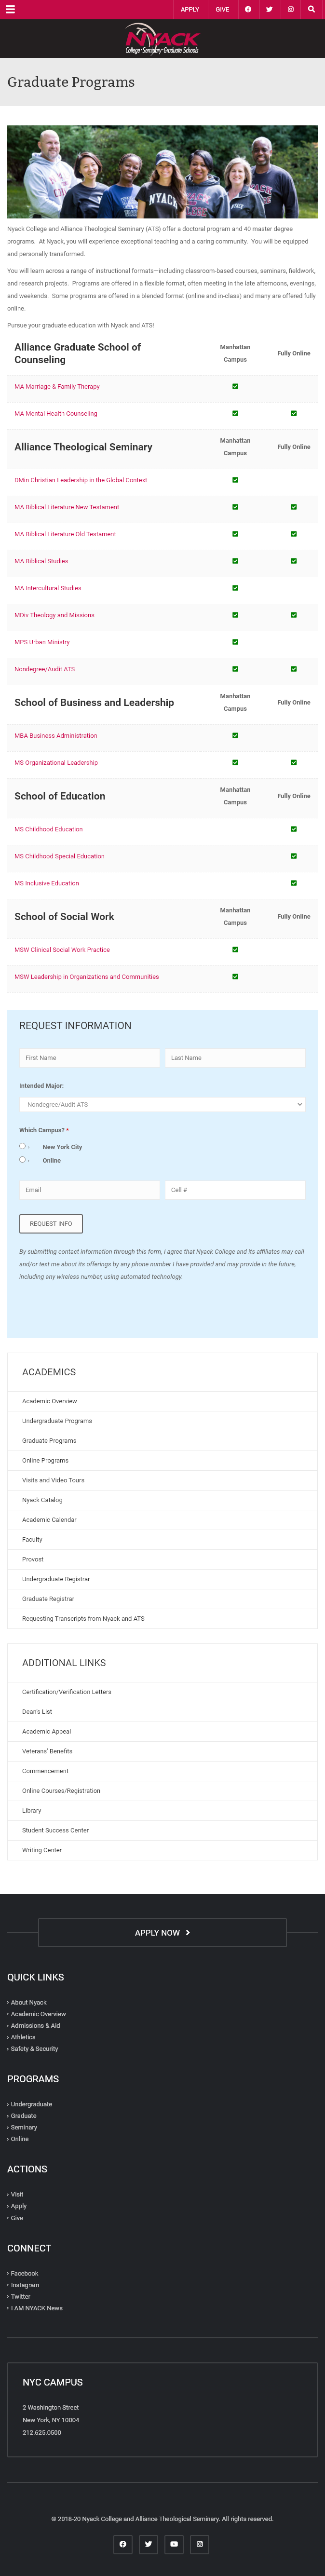 APPLY GIVE
NYACK
College • Seminary • Graduate Schools
Graduate Programs
NYACK
Nyack College and Alliance Theological Seminary (ATS) offer a doctoral program and 40 master degree
programs. At Nyack, you will experience exceptional teaching and a caring community. You will be equipped
and personally transformed.
You will learn across a range of instructional formats—including classroom-based courses, seminars, fieldwork,
and research projects. Programs are offered in a flexible format, often meeting in the late afternoons, evenings,
and weekends. Some programs are offered in a blended format (online and in-class) and many are offered fully
online.
Pursue your graduate education with Nyack and ATS!
Alliance Graduate School of Counseling Manhattan Campus Fully Online
MA Marriage & Family Therapy
MA Mental Health Counseling
Alliance Theological Seminary Manhattan Campus Fully Online
DMin Christian Leadership in the Global Context
MA Biblical Literature New Testament
MA Biblical Literature Old Testament
MA Biblical Studies
MA Intercultural Studies
MDiv Theology and Missions
MPS Urban Ministry
Nondegree/Audit ATS
School of Business and Leadership Manhattan Campus Fully Online
MBA Business Administration
MS Organizational Leadership
School of Education Manhattan Campus Fully Online
MS Childhood Education
MS Childhood Special Education
MS Inclusive Education
School of Social Work Manhattan Campus Fully Online
MSW Clinical Social Work Practice
MSW Leadership in Organizations and Communities
REQUEST INFORMATION
First Name Last Name
Intended Major:
Nondegree/Audit ATS
Which Campus? *
New York City
Online
Email Cell #
REQUEST INFO
By submitting contact information through this form, I agree that Nyack College and its affiliates may call
and/or text me about its offerings by any phone number I have provided and may provide in the future,
including any wireless number, using automated technology.
ACADEMICS
Academic Overview
Undergraduate Programs
Graduate Programs
Online Programs
Visits and Video Tours
Nyack Catalog
Academic Calendar
Faculty
Provost
Undergraduate Registrar
Graduate Registrar
Requesting Transcripts from Nyack and ATS
ADDITIONAL LINKS
Certification/Verification Letters
Dean's List
Academic Appeal
Veterans' Benefits
Commencement
Online Courses/Registration
Library
Student Success Center
Writing Center
APPLY NOW
QUICK LINKS
About Nyack
Academic Overview
Admissions & Aid
Athletics
Safety & Security
PROGRAMS
Undergraduate
Graduate
Seminary
Online
ACTIONS
Visit
Apply
Give
CONNECT
Facebook
Instagram
Twitter
I AM NYACK News
NYC CAMPUS
2 Washington Street
New York, NY 10004
212.625.0500
© 2018-20 Nyack College and Alliance Theological Seminary. All rights reserved.